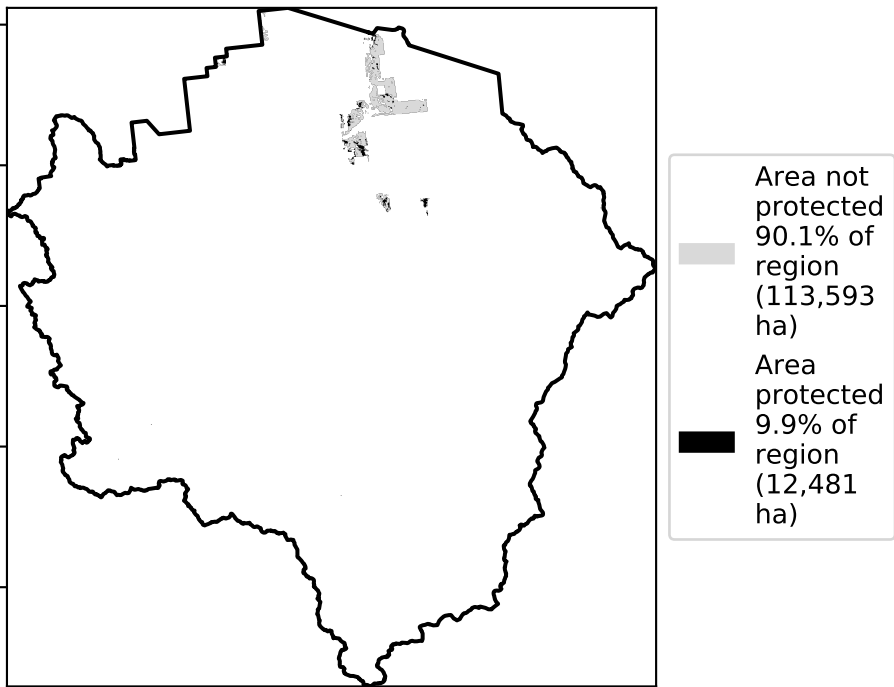 Area not
protected
90.1% of
region
(113,593
ha)
Area
protected
9.9% of
region
(12,481
ha)